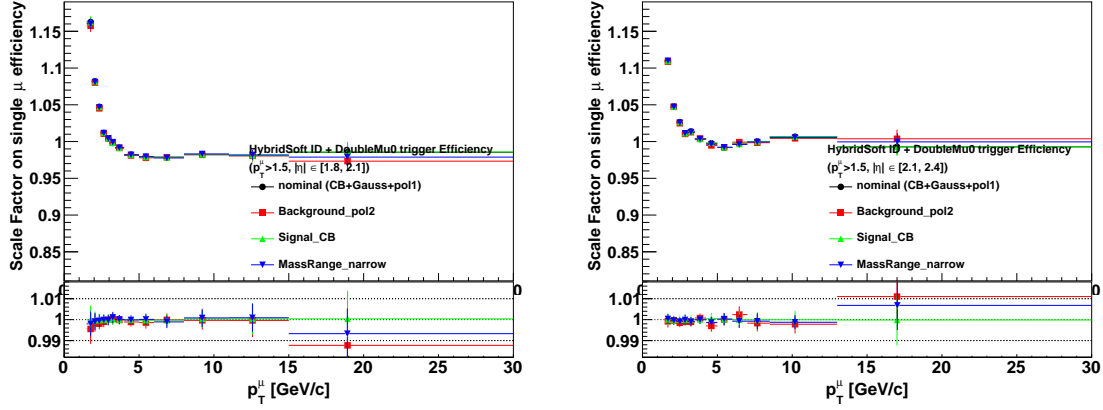 Scale Factor on single μ efficiency
1.15
1.1
1.05
1
0.95
0.9
0.85
HybridSoft ID + DoubleMu0 trigger Efficiency
(p_T^μ>1.5, |η| ∈ [1.8, 2.1])
nominal (CB+Gauss+pol1)
Background_pol2
Signal_CB
MassRange_narrow
1.01
1
0.99
0 5 10 15 20 25 30
p_T^μ [GeV/c]
Scale Factor on single μ efficiency
1.15
1.1
1.05
1
0.95
0.9
0.85
HybridSoft ID + DoubleMu0 trigger Efficiency
(p_T^μ>1.5, |η| ∈ [2.1, 2.4])
nominal (CB+Gauss+pol1)
Background_pol2
Signal_CB
MassRange_narrow
1.01
1
0.99
0 5 10 15 20 25 30
p_T^μ [GeV/c]